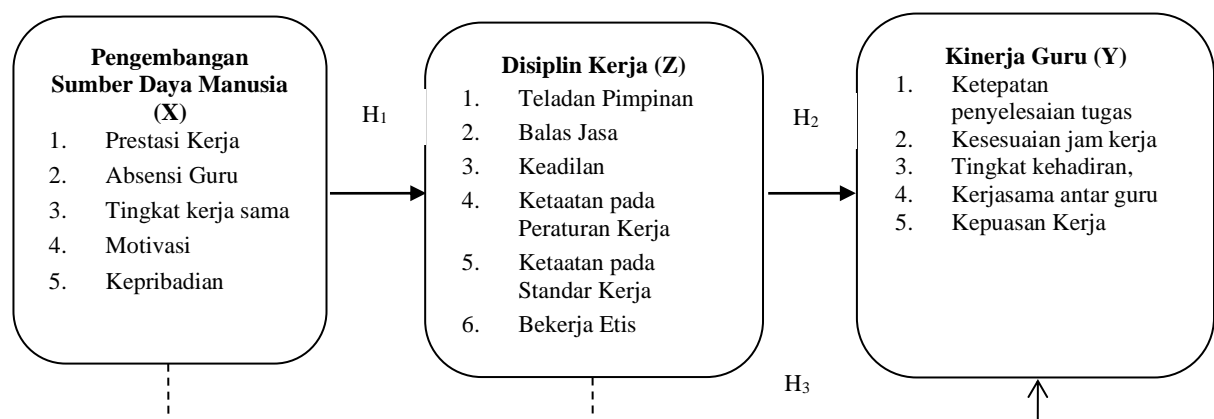 Pengembangan
Sumber Daya Manusia
(X)
1. Prestasi Kerja
2. Absensi Guru
3. Tingkat kerja sama
4. Motivasi
5. Kepribadian
H₁
Disiplin Kerja (Z)
1. Teladan Pimpinan
2. Balas Jasa
3. Keadilan
4. Ketaatan pada
Peraturan Kerja
5. Ketaatan pada
Standar Kerja
6. Bekerja Etis
H₂
Kinerja Guru (Y)
1. Ketepatan
penyelesaian tugas
2. Kesesuaian jam kerja
3. Tingkat kehadiran,
4. Kerjasama antar guru
5. Kepuasan Kerja
H₃